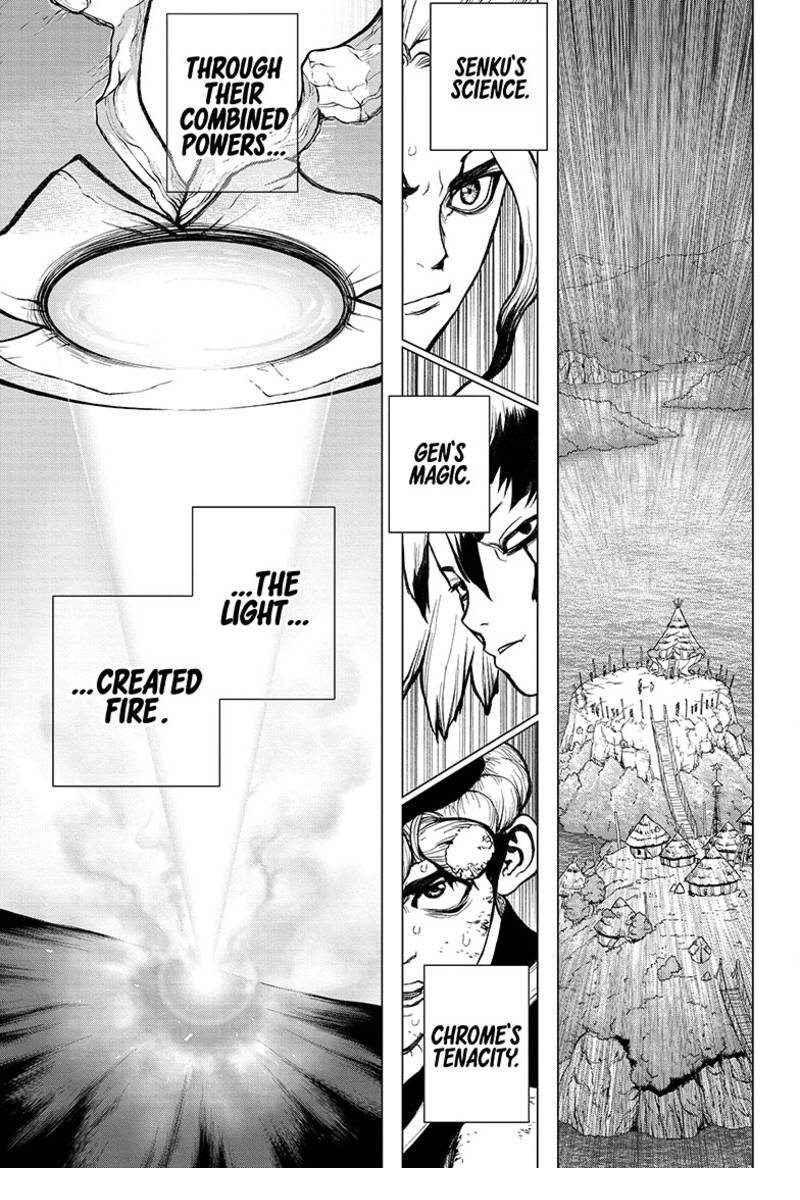 SENKU'S
SCIENCE.
GEN'S
MAGIC.
CHROME'S
TENACITY.
THROUGH
THEIR
COMBINED
POWERS...
...THE
LIGHT...
...CREATED
FIRE.